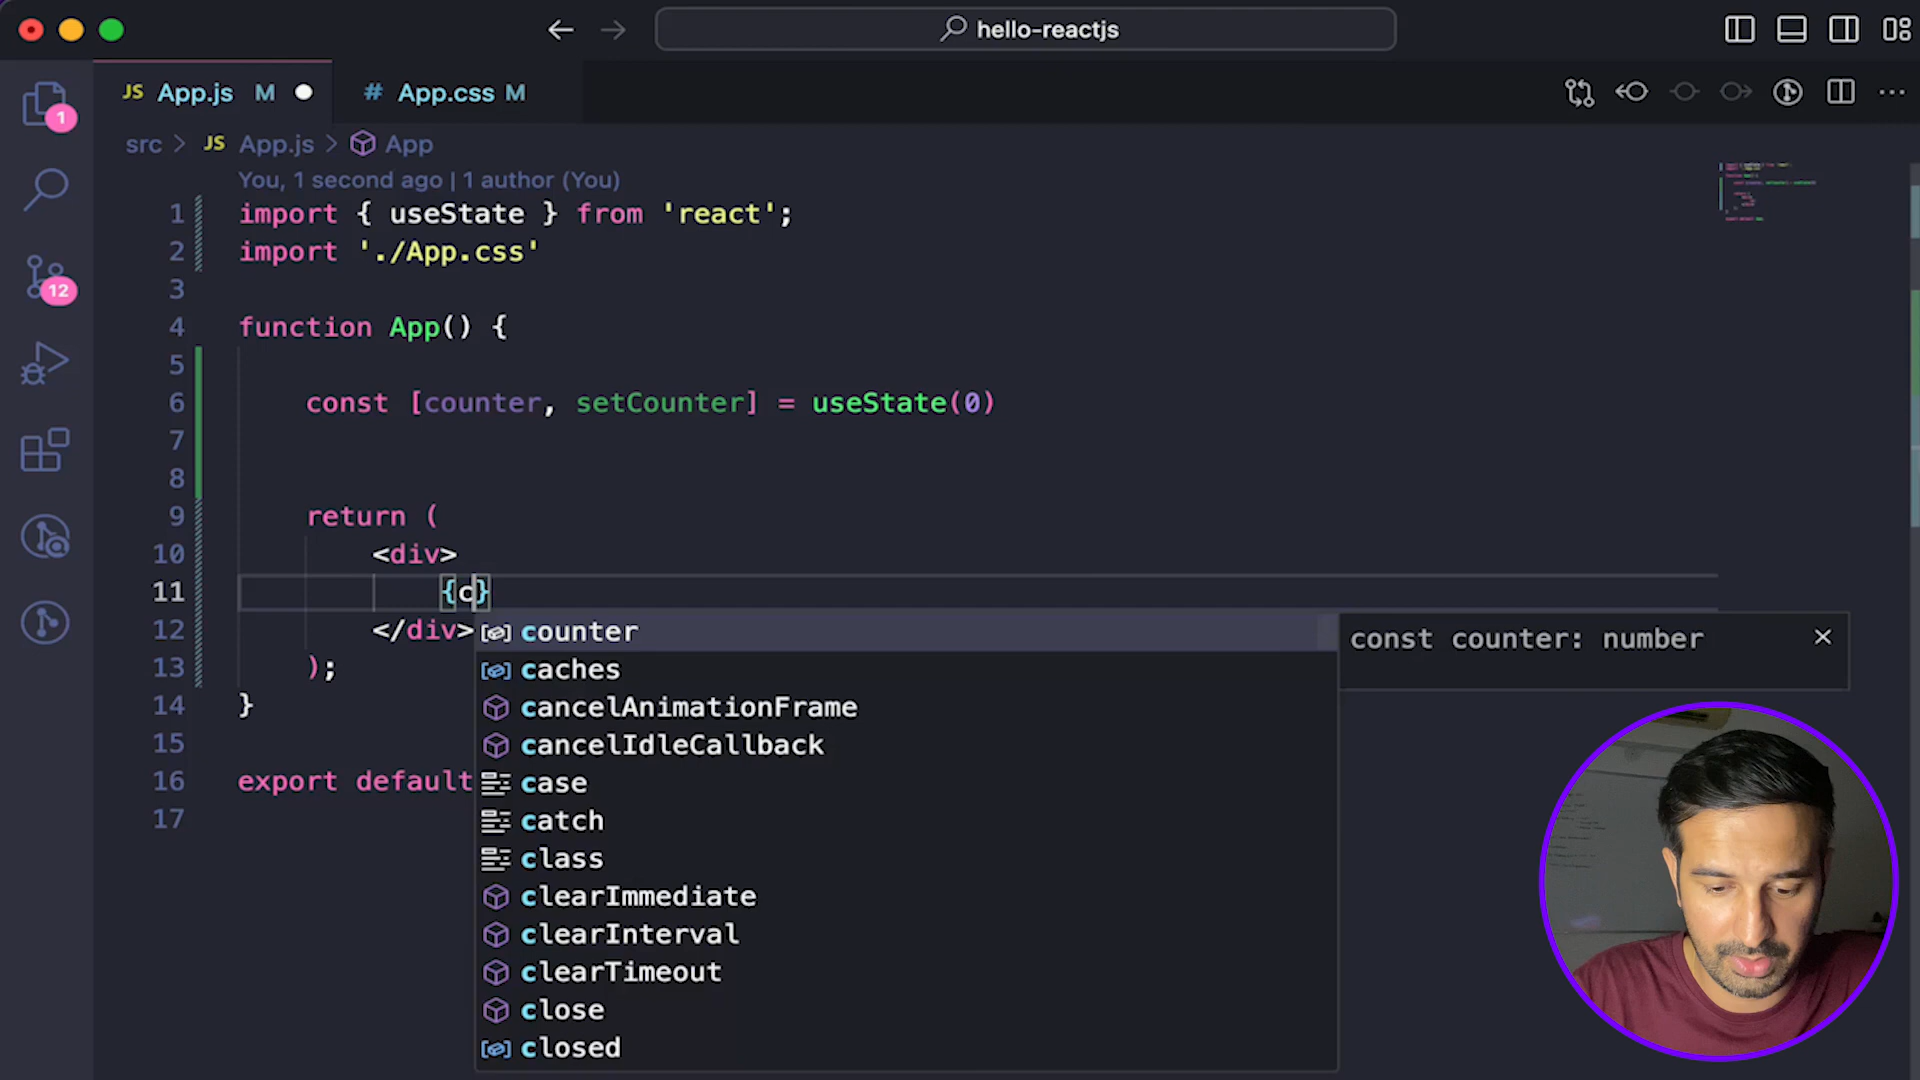 hello-reactjs
JS App.js M
# App.css M
1
src > JS App.js > App
You, 1 second ago | 1 author (You)
1 import { useState } from 'react';
2 import './App.css'
3
4 function App() {
5
6 const [counter, setCounter] = useState(0)
7
8
9 return (
10 <div>
11 {c}
12 </div>
13 );
14 }
15
16 export default
17
12
counter
caches
cancelAnimationFrame
cancelIdleCallback
case
catch
class
clearImmediate
clearInterval
clearTimeout
close
closed
const counter: number